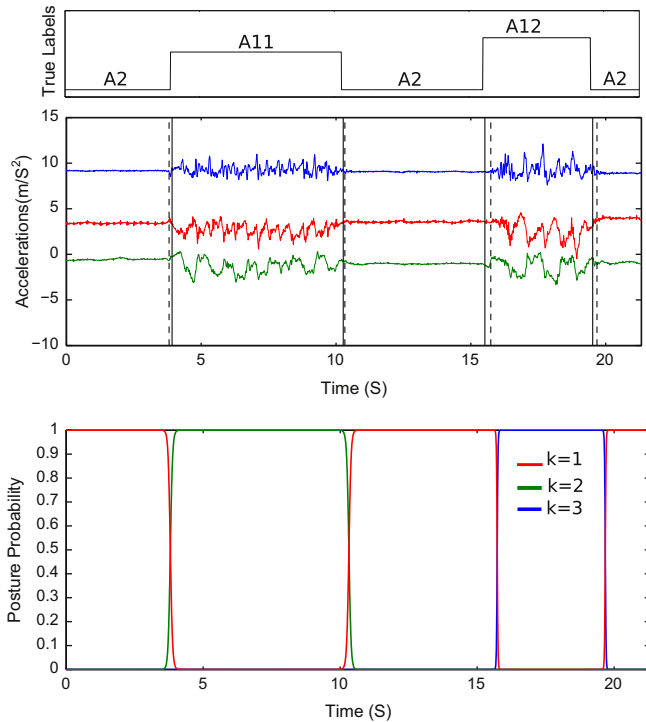 True Labels
A2
A11
A2
A12
A2
Accelerations(m/S²)
15
10
5
0
−5
−10
0
5
10
15
20
Time (S)
Posture Probability
1
0.9
0.8
0.7
0.6
0.5
0.4
0.3
0.2
0.1
0
k=1
k=2
k=3
0
5
10
15
20
Time (S)